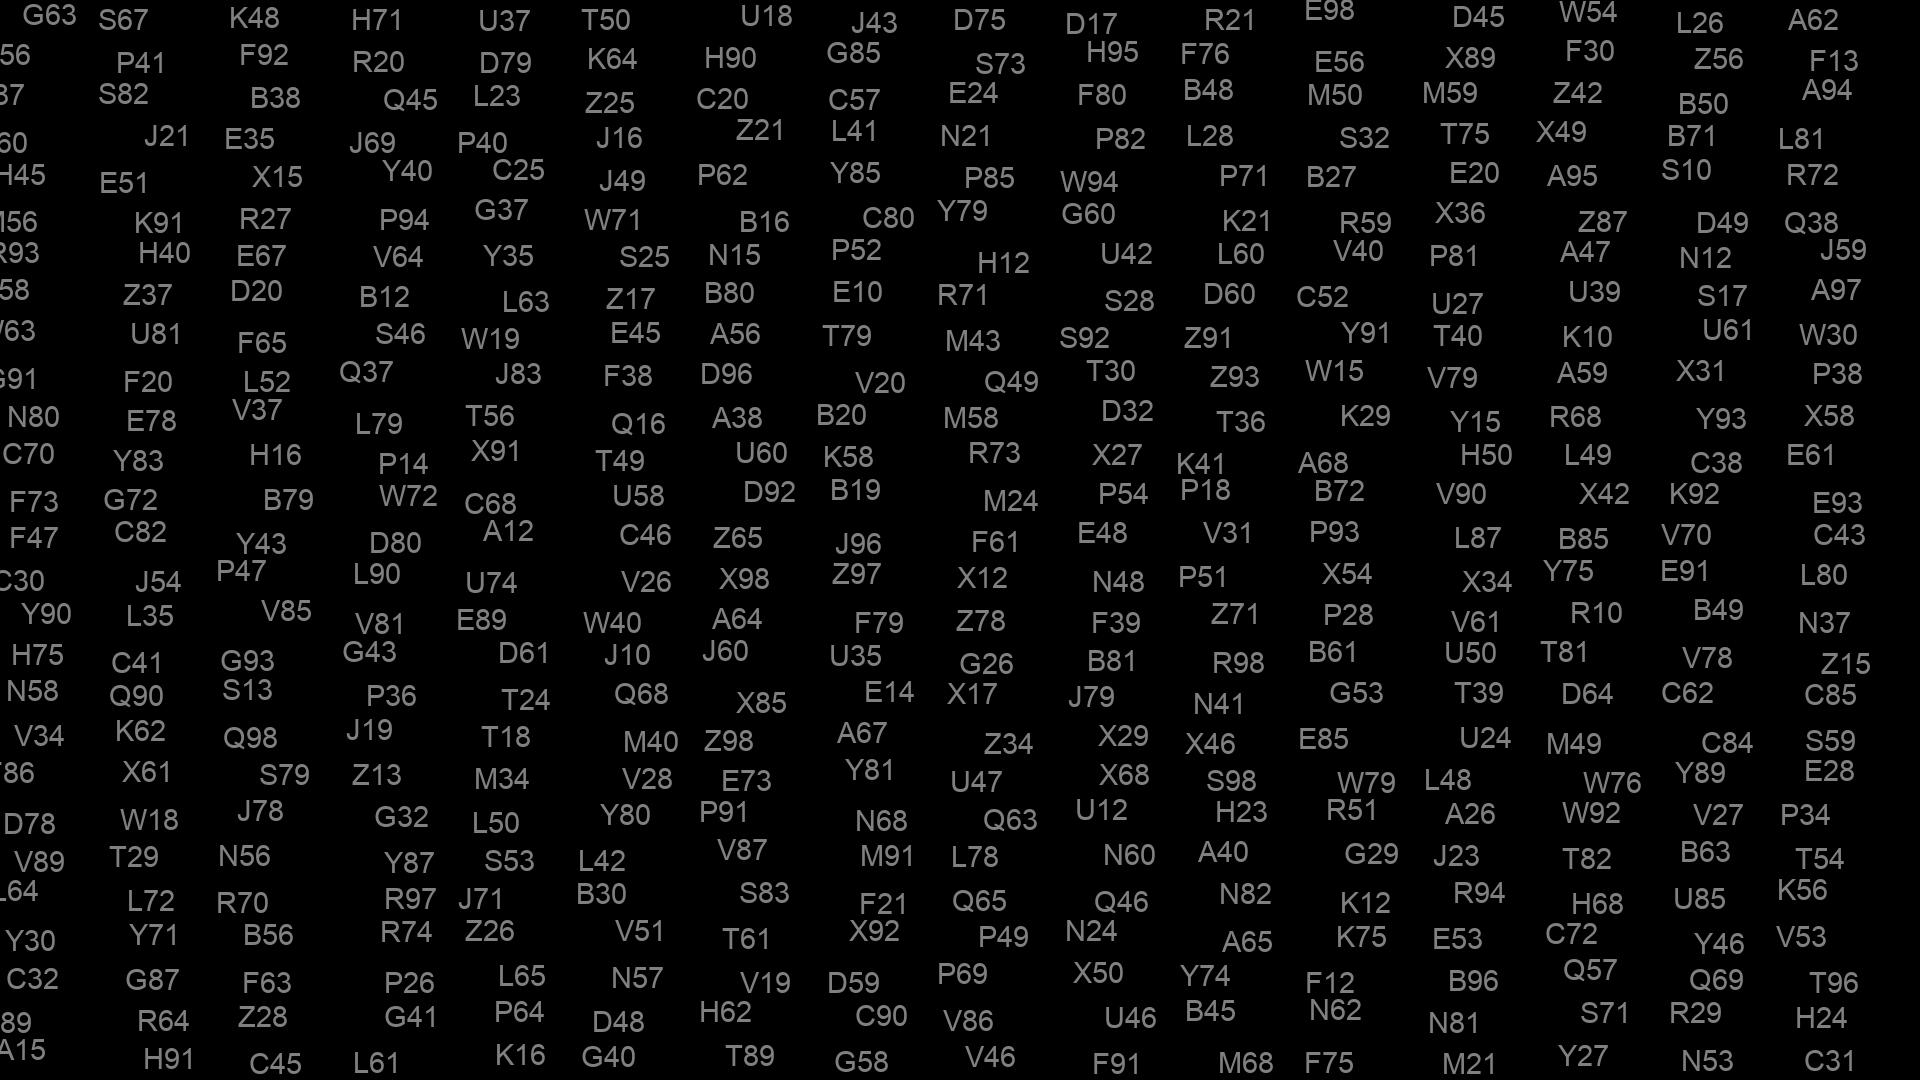 G63 S67 K48 H71 U37 T50 U18 J43 D75 D17 R21 E98 D45 W54 L26 A62
56 P41 F92 R20 D79 K64 H90 G85 S73 H95 F76 E56 X89 F30 Z56 F13
37 S82 B38 Q45 L23 Z25 C20 C57 E24 F80 B48 M50 M59 Z42 B50 A94
60 J21 E35 J69 P40 J16 Z21 L41 N21 P82 L28 S32 T75 X49 B71 L81
H45 E51 X15 Y40 C25 J49 P62 Y85 P85 W94 P71 B27 E20 A95 S10 R72
M56 K91 R27 P94 G37 W71 B16 C80 Y79 G60 K21 R59 X36 Z87 D49 Q38
R93 H40 E67 V64 Y35 S25 N15 P52 H12 U42 L60 V40 P81 A47 N12 J59
58 Z37 D20 B12 L63 Z17 B80 E10 R71 S28 D60 C52 U27 U39 S17 A97
63 U81 F65 S46 W19 E45 A56 T79 M43 S92 Z91 Y91 T40 K10 U61 W30
G91 F20 L52 Q37 J83 F38 D96 V20 Q49 T30 Z93 W15 V79 A59 X31 P38
N80 E78 V37 L79 T56 Q16 A38 B20 M58 D32 T36 K29 Y15 R68 Y93 X58
C70 Y83 H16 P14 X91 T49 U60 K58 R73 X27 K41 A68 H50 L49 C38 E61
F73 G72 B79 W72 C68 U58 D92 B19 M24 P54 P18 B72 V90 X42 K92 E93
F47 C82 Y43 D80 A12 C46 Z65 J96 F61 E48 V31 P93 L87 B85 V70 C43
C30 J54 P47 L90 U74 V26 X98 Z97 X12 N48 P51 X54 X34 Y75 E91 L80
Y90 L35 V85 V81 E89 W40 A64 F79 Z78 F39 Z71 P28 V61 R10 B49 N37
H75 C41 G93 G43 D61 J10 J60 U35 G26 B81 R98 B61 U50 T81 V78 Z15
N58 Q90 S13 P36 T24 Q68 X85 E14 X17 J79 N41 G53 T39 D64 C62 C85
V34 K62 Q98 J19 T18 M40 Z98 A67 Z34 X29 X46 E85 U24 M49 C84 S59
86 X61 S79 Z13 M34 V28 E73 Y81 U47 X68 S98 W79 L48 W76 Y89 E28
D78 W18 J78 G32 L50 Y80 P91 N68 Q63 U12 H23 R51 A26 W92 V27 P34
V89 T29 N56 Y87 S53 L42 V87 M91 L78 N60 A40 G29 J23 T82 B63 T54
L64 L72 R70 R97 J71 B30 S83 F21 Q65 Q46 N82 K12 R94 H68 U85 K56
Y30 Y71 B56 R74 Z26 V51 T61 X92 P49 N24 A65 K75 E53 C72 Y46 V53
C32 G87 F63 P26 L65 N57 V19 D59 P69 X50 Y74 F12 B96 Q57 Q69 T96
89 R64 Z28 G41 P64 D48 H62 C90 V86 U46 B45 N62 N81 S71 R29 H24
A15 H91 C45 L61 K16 G40 T89 G58 V46 F91 M68 F75 M21 Y27 N53 C31